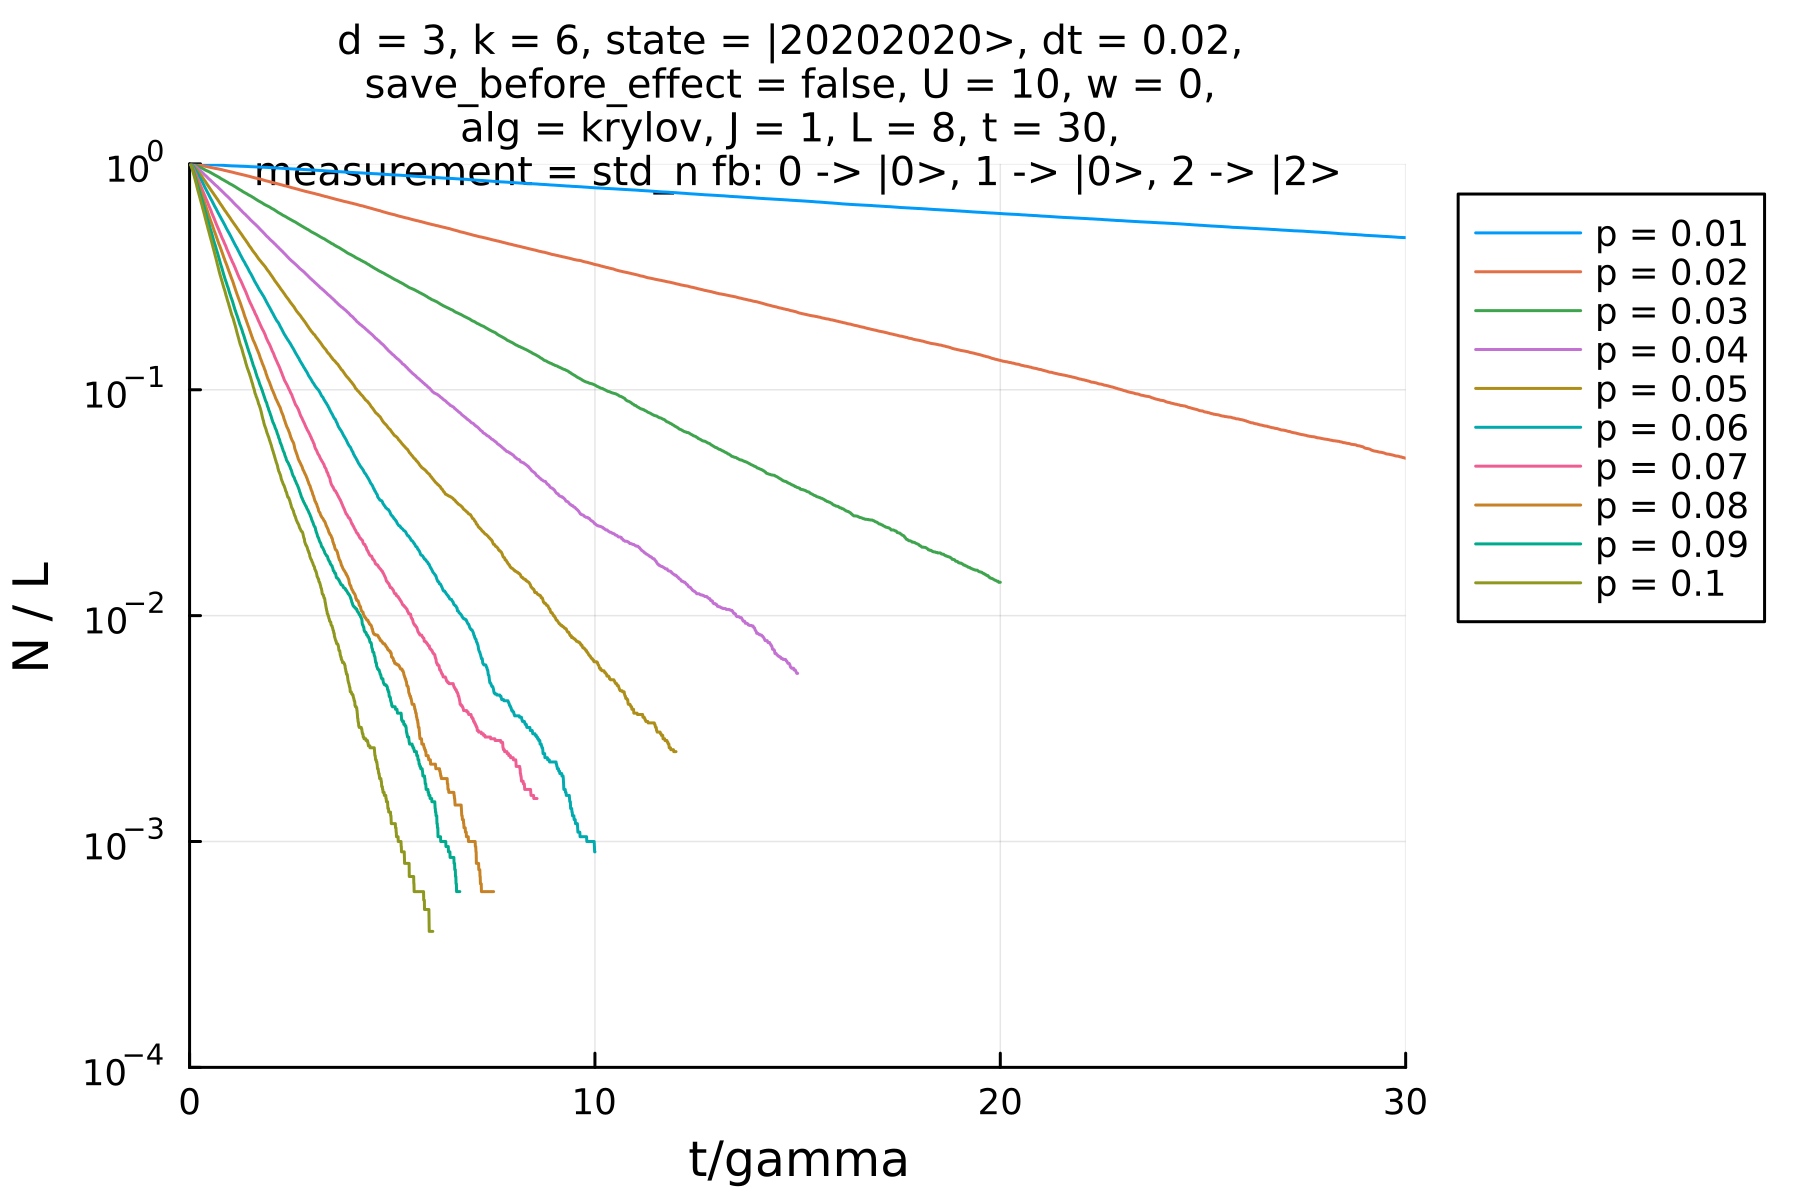 d = 3, k = 6, state = |20202020>, dt = 0.02,
save_before_effect = false, U = 10, w = 0,
alg = krylov, J = 1, L = 8, t = 30,
measurement = std_n fb: 0 -> |0>, 1 -> |0>, 2 -> |2>
10⁰
10⁻¹
10⁻²
10⁻³
10⁻⁴
N / L
0
10
20
30
t/gamma
p = 0.01
p = 0.02
p = 0.03
p = 0.04
p = 0.05
p = 0.06
p = 0.07
p = 0.08
p = 0.09
p = 0.1